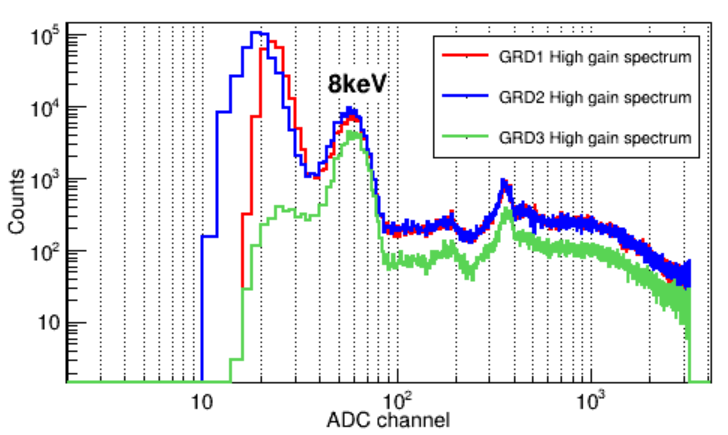 10^5
10^4
10^3
10^2
10
Counts
8keV
GRD1 High gain spectrum
GRD2 High gain spectrum
GRD3 High gain spectrum
10 10^2 10^3
ADC channel